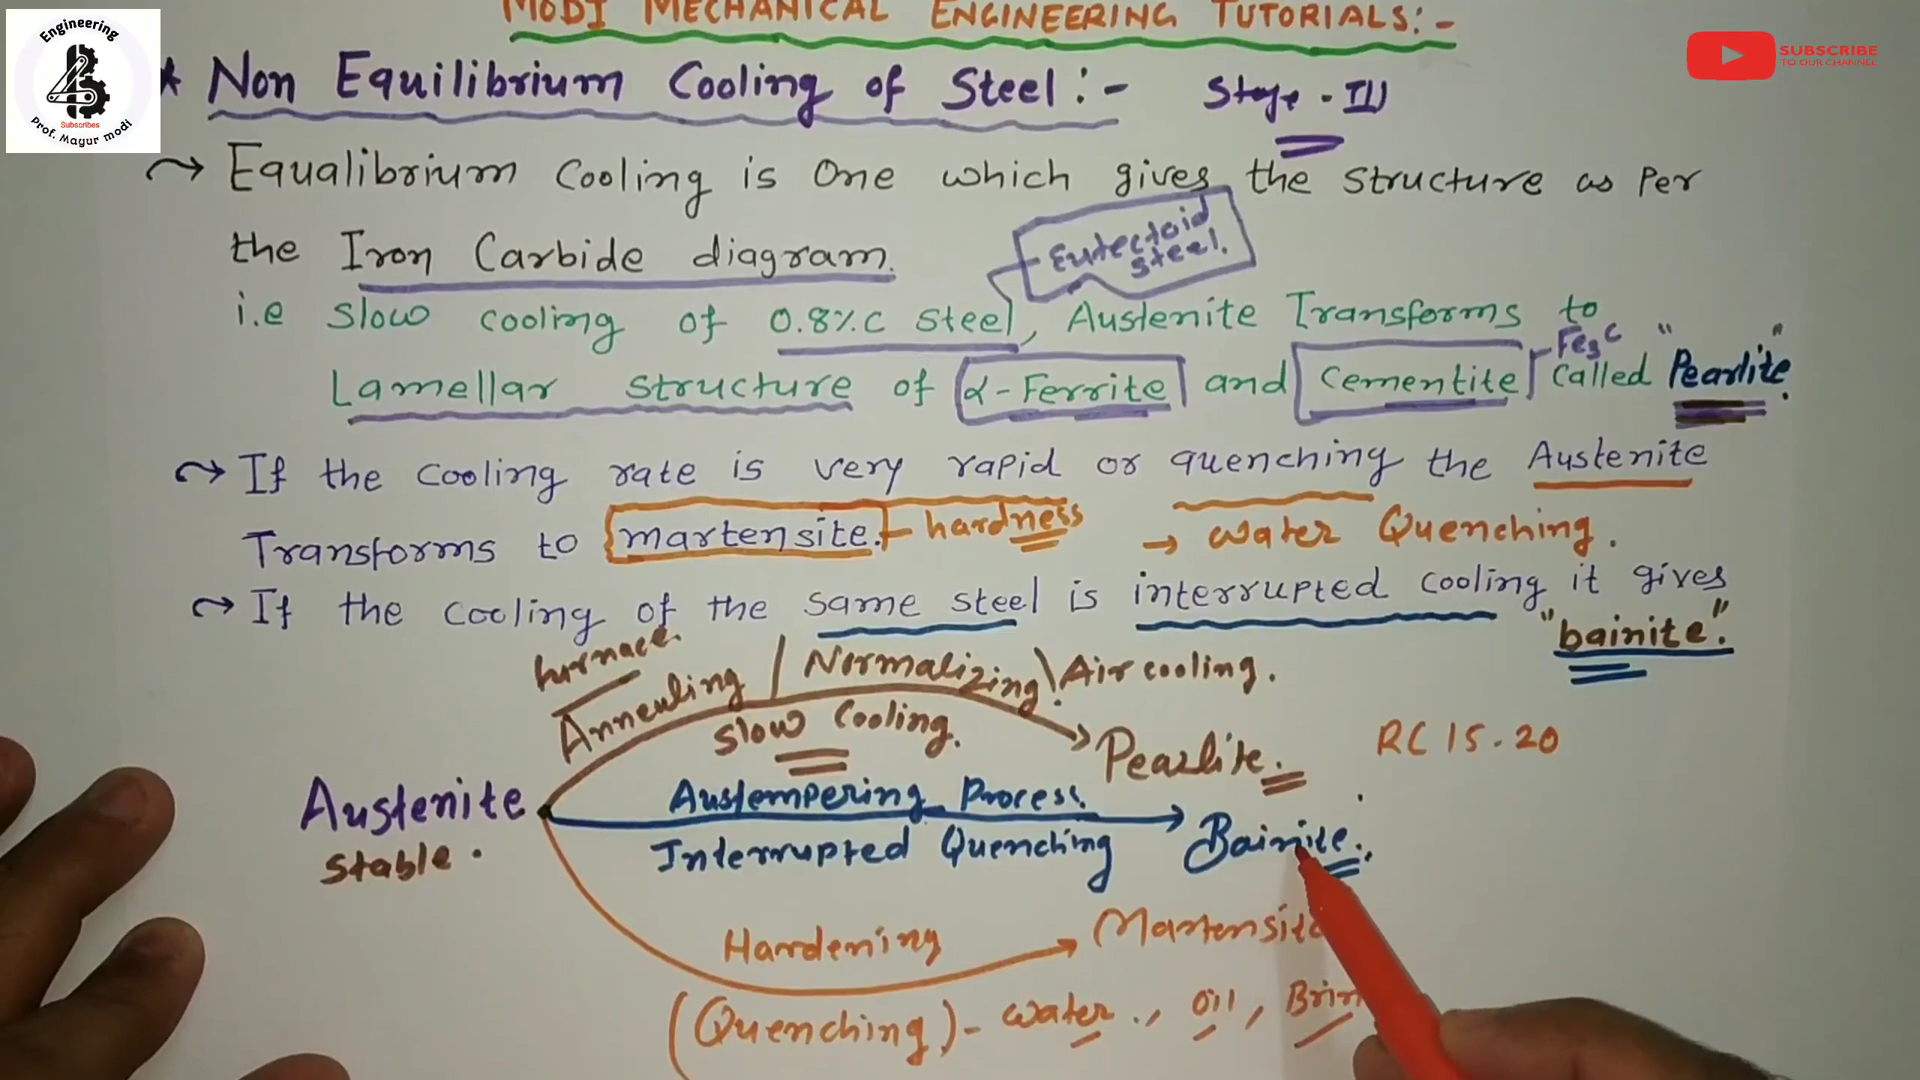 MODI MECHANICAL ENGINEERING TUTORIALS:-
Engineering
Subscribes
Prof. Mayur modi
SUBSCRIBE
TO OUR CHANNEL
* Non Equilibrium Cooling of Steel:- Stage - III
Equalibrium Cooling is One which gives the structure as Per
the Iron Carbide diagram.
Eutectoid
steel.
i.e slow cooling of 0.8%C steel, Austenite Transforms to
Fe3C
Lamellar structure of α-Ferrite and Cementite called "Pearlite".
If the cooling rate is very rapid or quenching the Austenite
Transforms to martensite. hardness → water Quenching.
If the cooling of the same steel is interrupted cooling it gives
"bainite".
furnace.
Annealing / Normalizing \ Air cooling.
Slow Cooling.
Pearlite. RC 15-20
Austenite
stable.
Austempering Process.
Interrupted Quenching
Bainite.
Hardening
(Quenching) - water., oil,